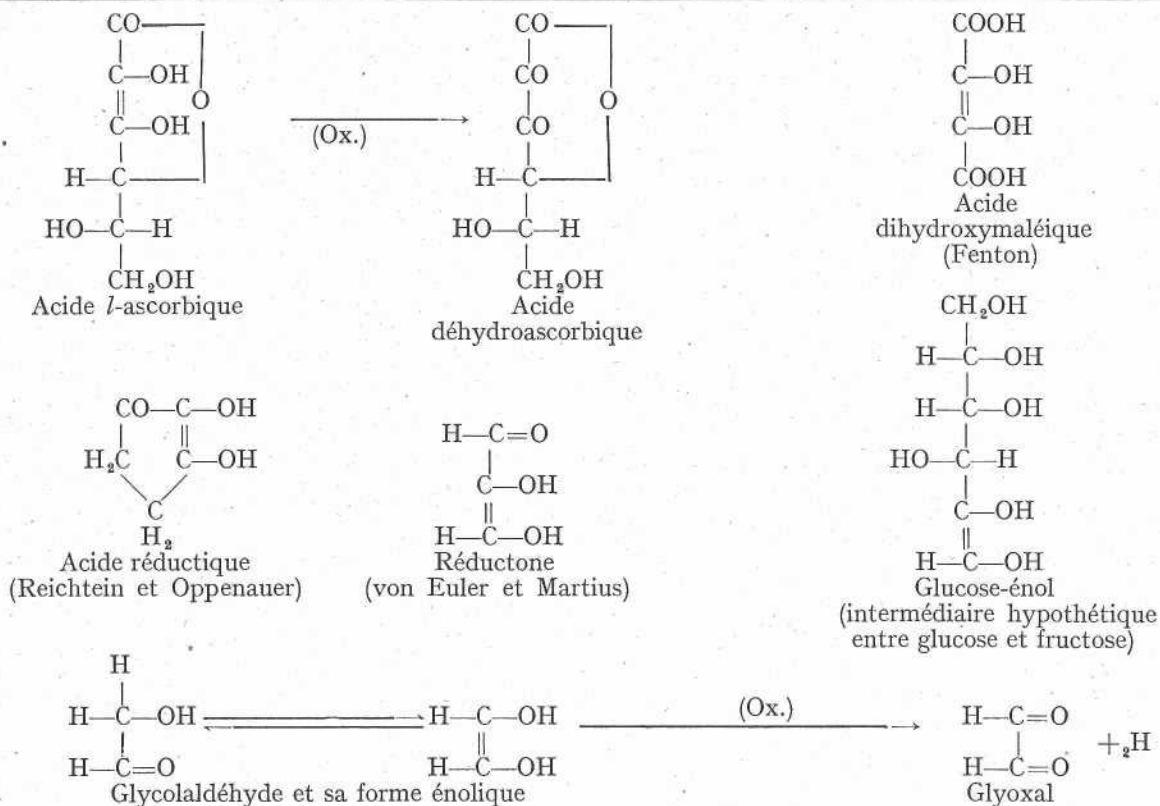 CO
C—OH
C—OH
O
H—C
HO—C—H
CH₂OH
Acide l-ascorbique
(Ox.)
CO
CO
CO
O
H—C
HO—C—H
CH₂OH
Acide
déhydroascorbique
COOH
C—OH
C—OH
COOH
Acide
dihydroxymaléique
(Fenton)
CO—C—OH
H₂C C—OH
C
H₂
Acide réductique
(Reichtein et Oppenauer)
H—C=O
C—OH
H—C—OH
Réductone
(von Euler et Martius)
CH₂OH
H—C—OH
H—C—OH
HO—C—H
C—OH
H—C—OH
Glucose-énol
(intermédiaire hypothétique
entre glucose et fructose)
H
H—C—OH
H—C=O
H—C—OH
H—C—OH
Glycolaldéhyde et sa forme énolique
(Ox.)
H—C=O
H—C=O
+₂H
Glyoxal